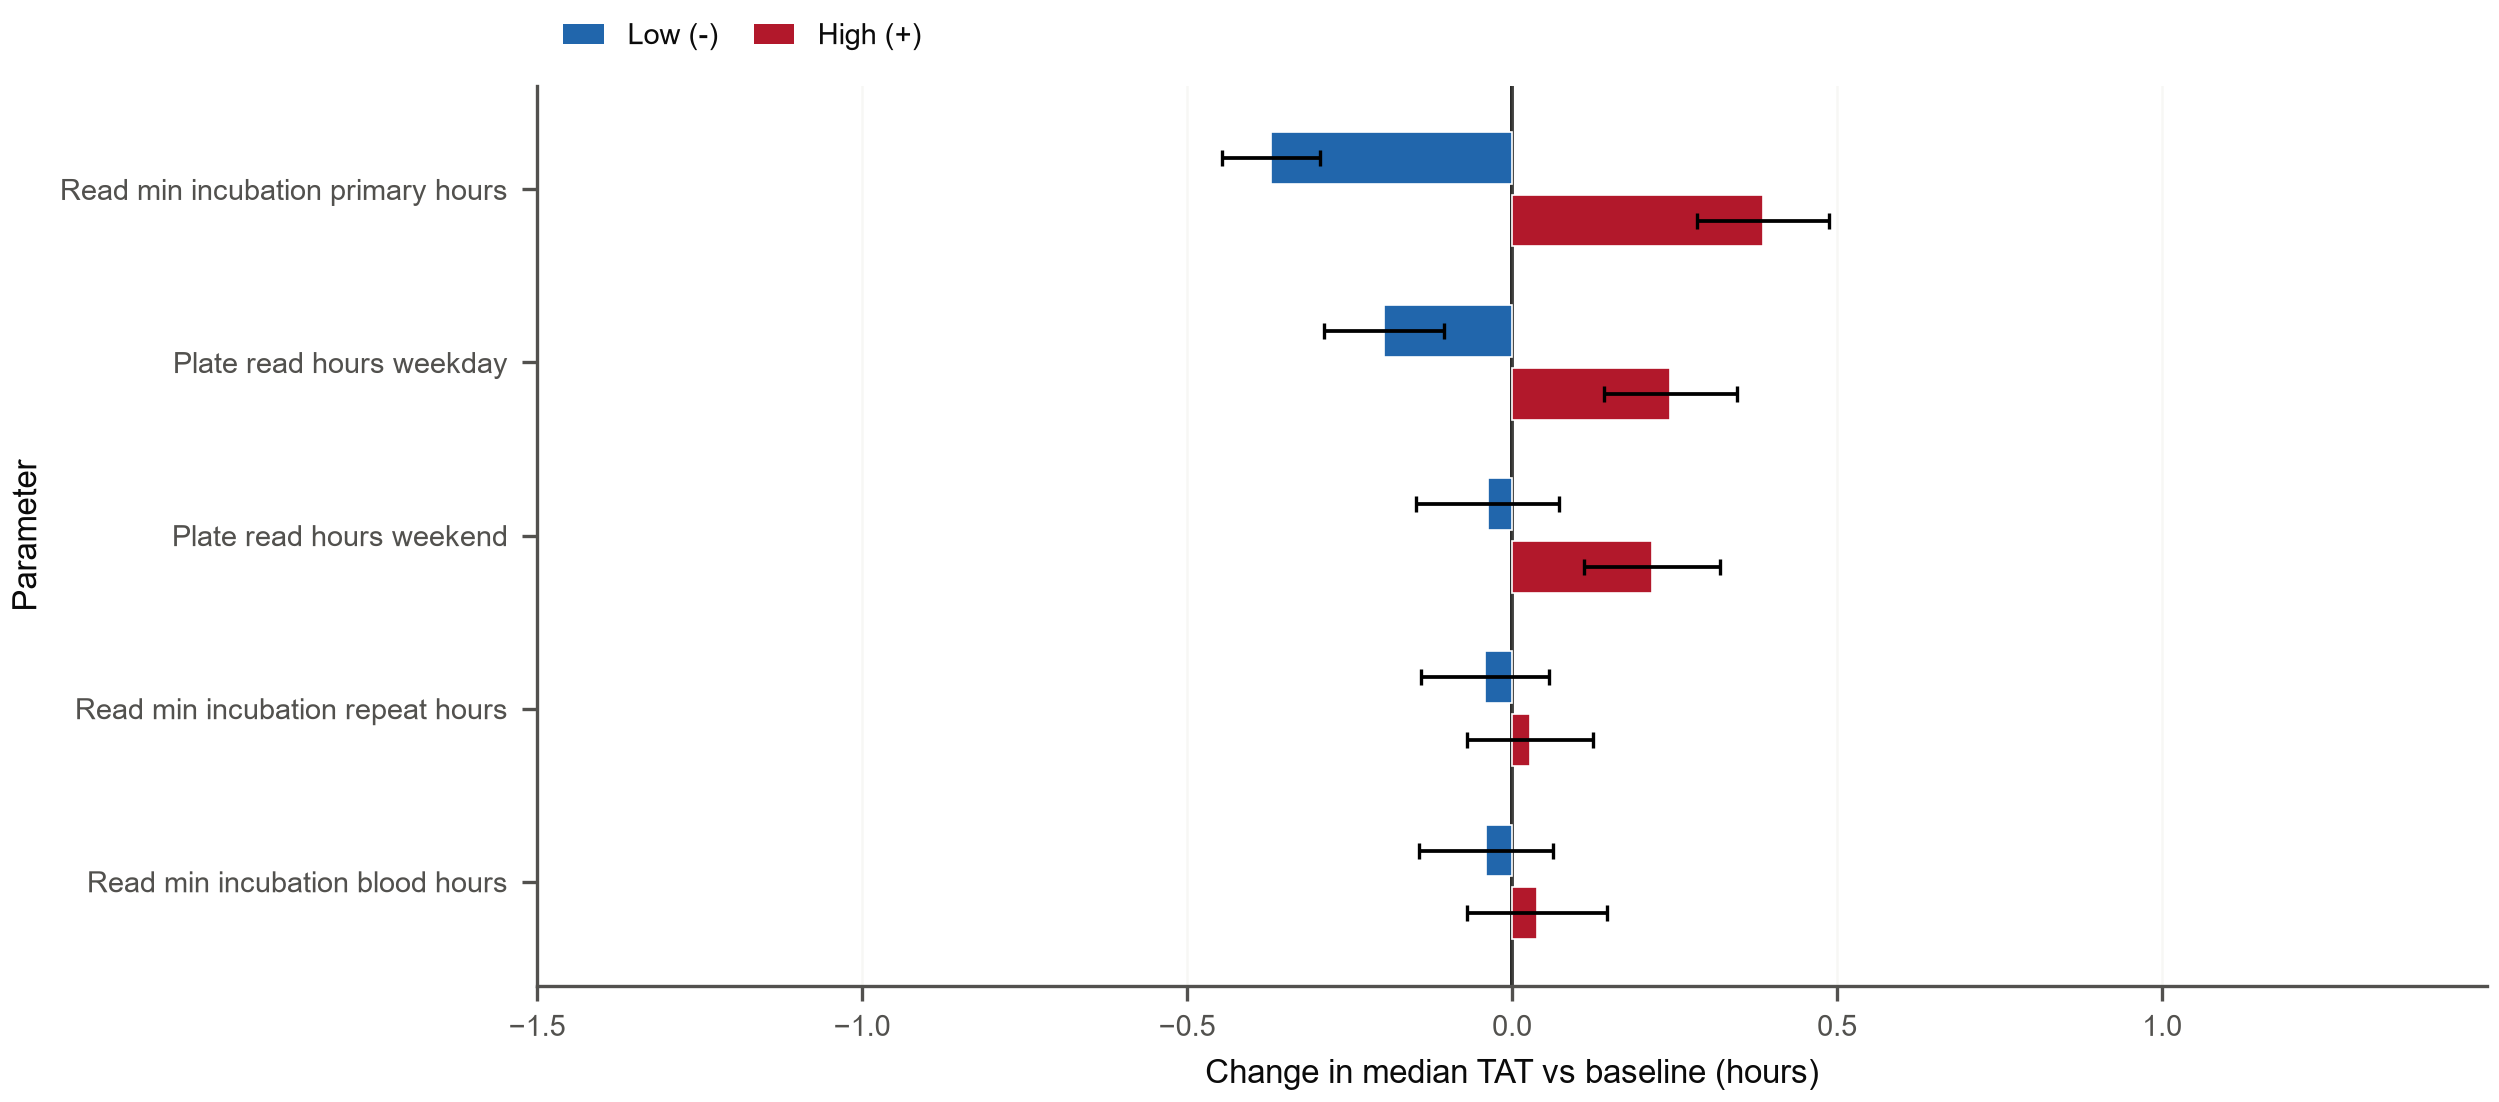 Low (-) High (+)
Parameter
Read min incubation primary hours
Plate read hours weekday
Plate read hours weekend
Read min incubation repeat hours
Read min incubation blood hours
−1.5 −1.0 −0.5 0.0 0.5 1.0
Change in median TAT vs baseline (hours)